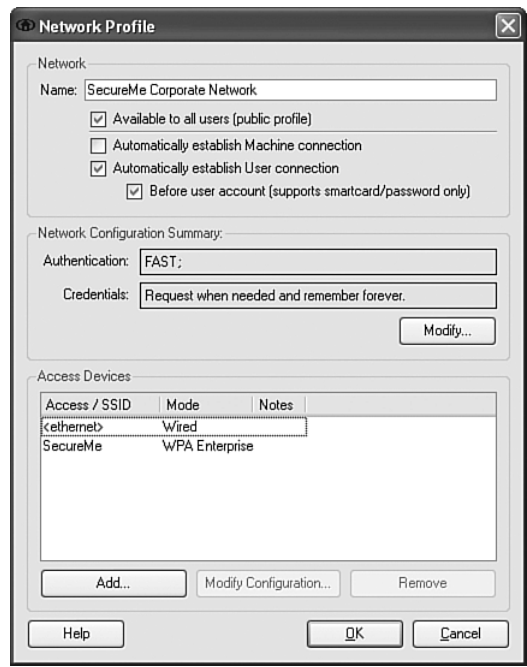 Network Profile
Network
Name: SecureMe Corporate Network
Available to all users (public profile)
Automatically establish Machine connection
Automatically establish User connection
Before user account (supports smartcard/password only)
Network Configuration Summary:
Authentication: FAST;
Credentials: Request when needed and remember forever.
Modify...
Access Devices
Access / SSID Mode Notes
<ethernet> Wired
SecureMe WPA Enterprise
Add... Modify Configuration... Remove
Help OK Cancel